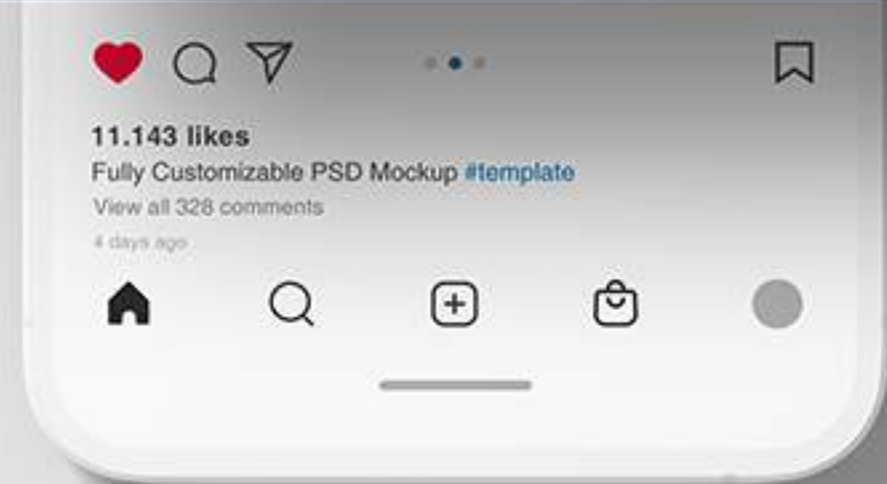 11.143 likes
Fully Customizable PSD Mockup #template
View all 328 comments
4 days ago